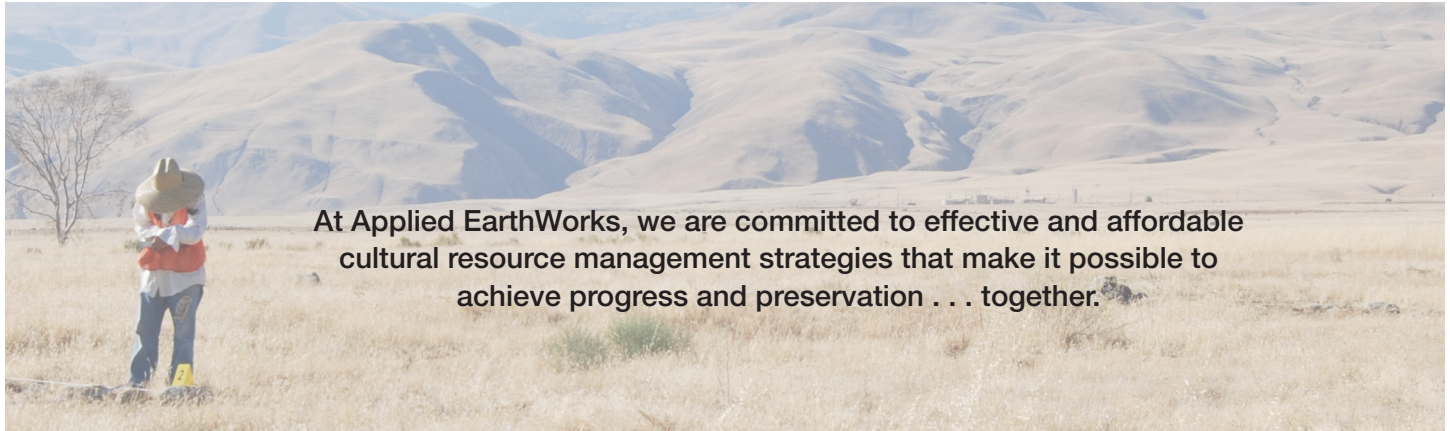 At Applied EarthWorks, we are committed to effective and affordable
cultural resource management strategies that make it possible to
achieve progress and preservation . . . together.
2